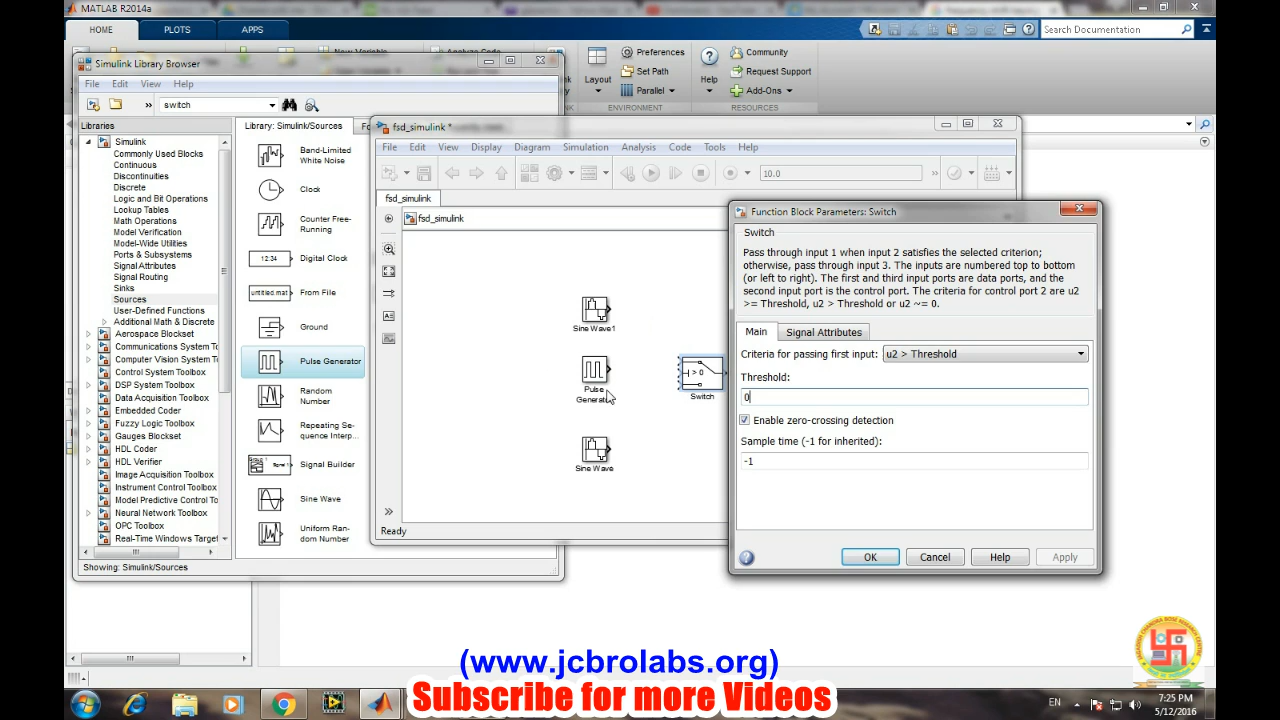 MATLAB R2014a
HOME
PLOTS
APPS
Search Documentation
New Variable
Analyze Code
Preferences
Set Path
Parallel
Layout
Help
Community
Request Support
Add-Ons
ENVIRONMENT
RESOURCES
Simulink Library Browser
File Edit View Help
» switch
Libraries
Simulink
Commonly Used Blocks
Continuous
Discontinuities
Discrete
Logic and Bit Operations
Lookup Tables
Math Operations
Model Verification
Model-Wide Utilities
Ports & Subsystems
Signal Attributes
Signal Routing
Sinks
Sources
User-Defined Functions
Additional Math & Discrete
Aerospace Blockset
Communications System T
Computer Vision System T
Control System Toolbox
DSP System Toolbox
Data Acquisition Toolbox
Embedded Coder
Fuzzy Logic Toolbox
Gauges Blockset
HDL Coder
HDL Verifier
Image Acquisition Toolbox
Instrument Control Toolbox
Model Predictive Control To
Neural Network Toolbox
OPC Toolbox
Real-Time Windows Target
Showing: Simulink/Sources
Library: Simulink/Sources
Band-Limited
White Noise
Clock
Counter Free-
Running
12:34
Digital Clock
untitled.mat
From File
Ground
Pulse Generator
Random
Number
Repeating Se-
quence Interp...
Signal Builder
Sine Wave
Uniform Ran-
dom Number
fsd_simulink *
File Edit View Display Diagram Simulation Analysis Code Tools Help
10.0
»
fsd_simulink
fsd_simulink
Sine Wave1
Pulse
Generator
Sine Wave
> 0
Switch
»
Ready
Function Block Parameters: Switch
Switch
Pass through input 1 when input 2 satisfies the selected criterion;
otherwise, pass through input 3. The inputs are numbered top to bottom
(or left to right). The first and third input ports are data ports, and the
second input port is the control port. The criteria for control port 2 are u2
>= Threshold, u2 > Threshold or u2 ~= 0.
Main
Signal Attributes
Criteria for passing first input: u2 > Threshold
Threshold:
0
Enable zero-crossing detection
Sample time (-1 for inherited):
-1
OK
Cancel
Help
Apply
(www.jcbrolabs.org)
Subscribe for more Videos
EN
7:25 PM
5/12/2016